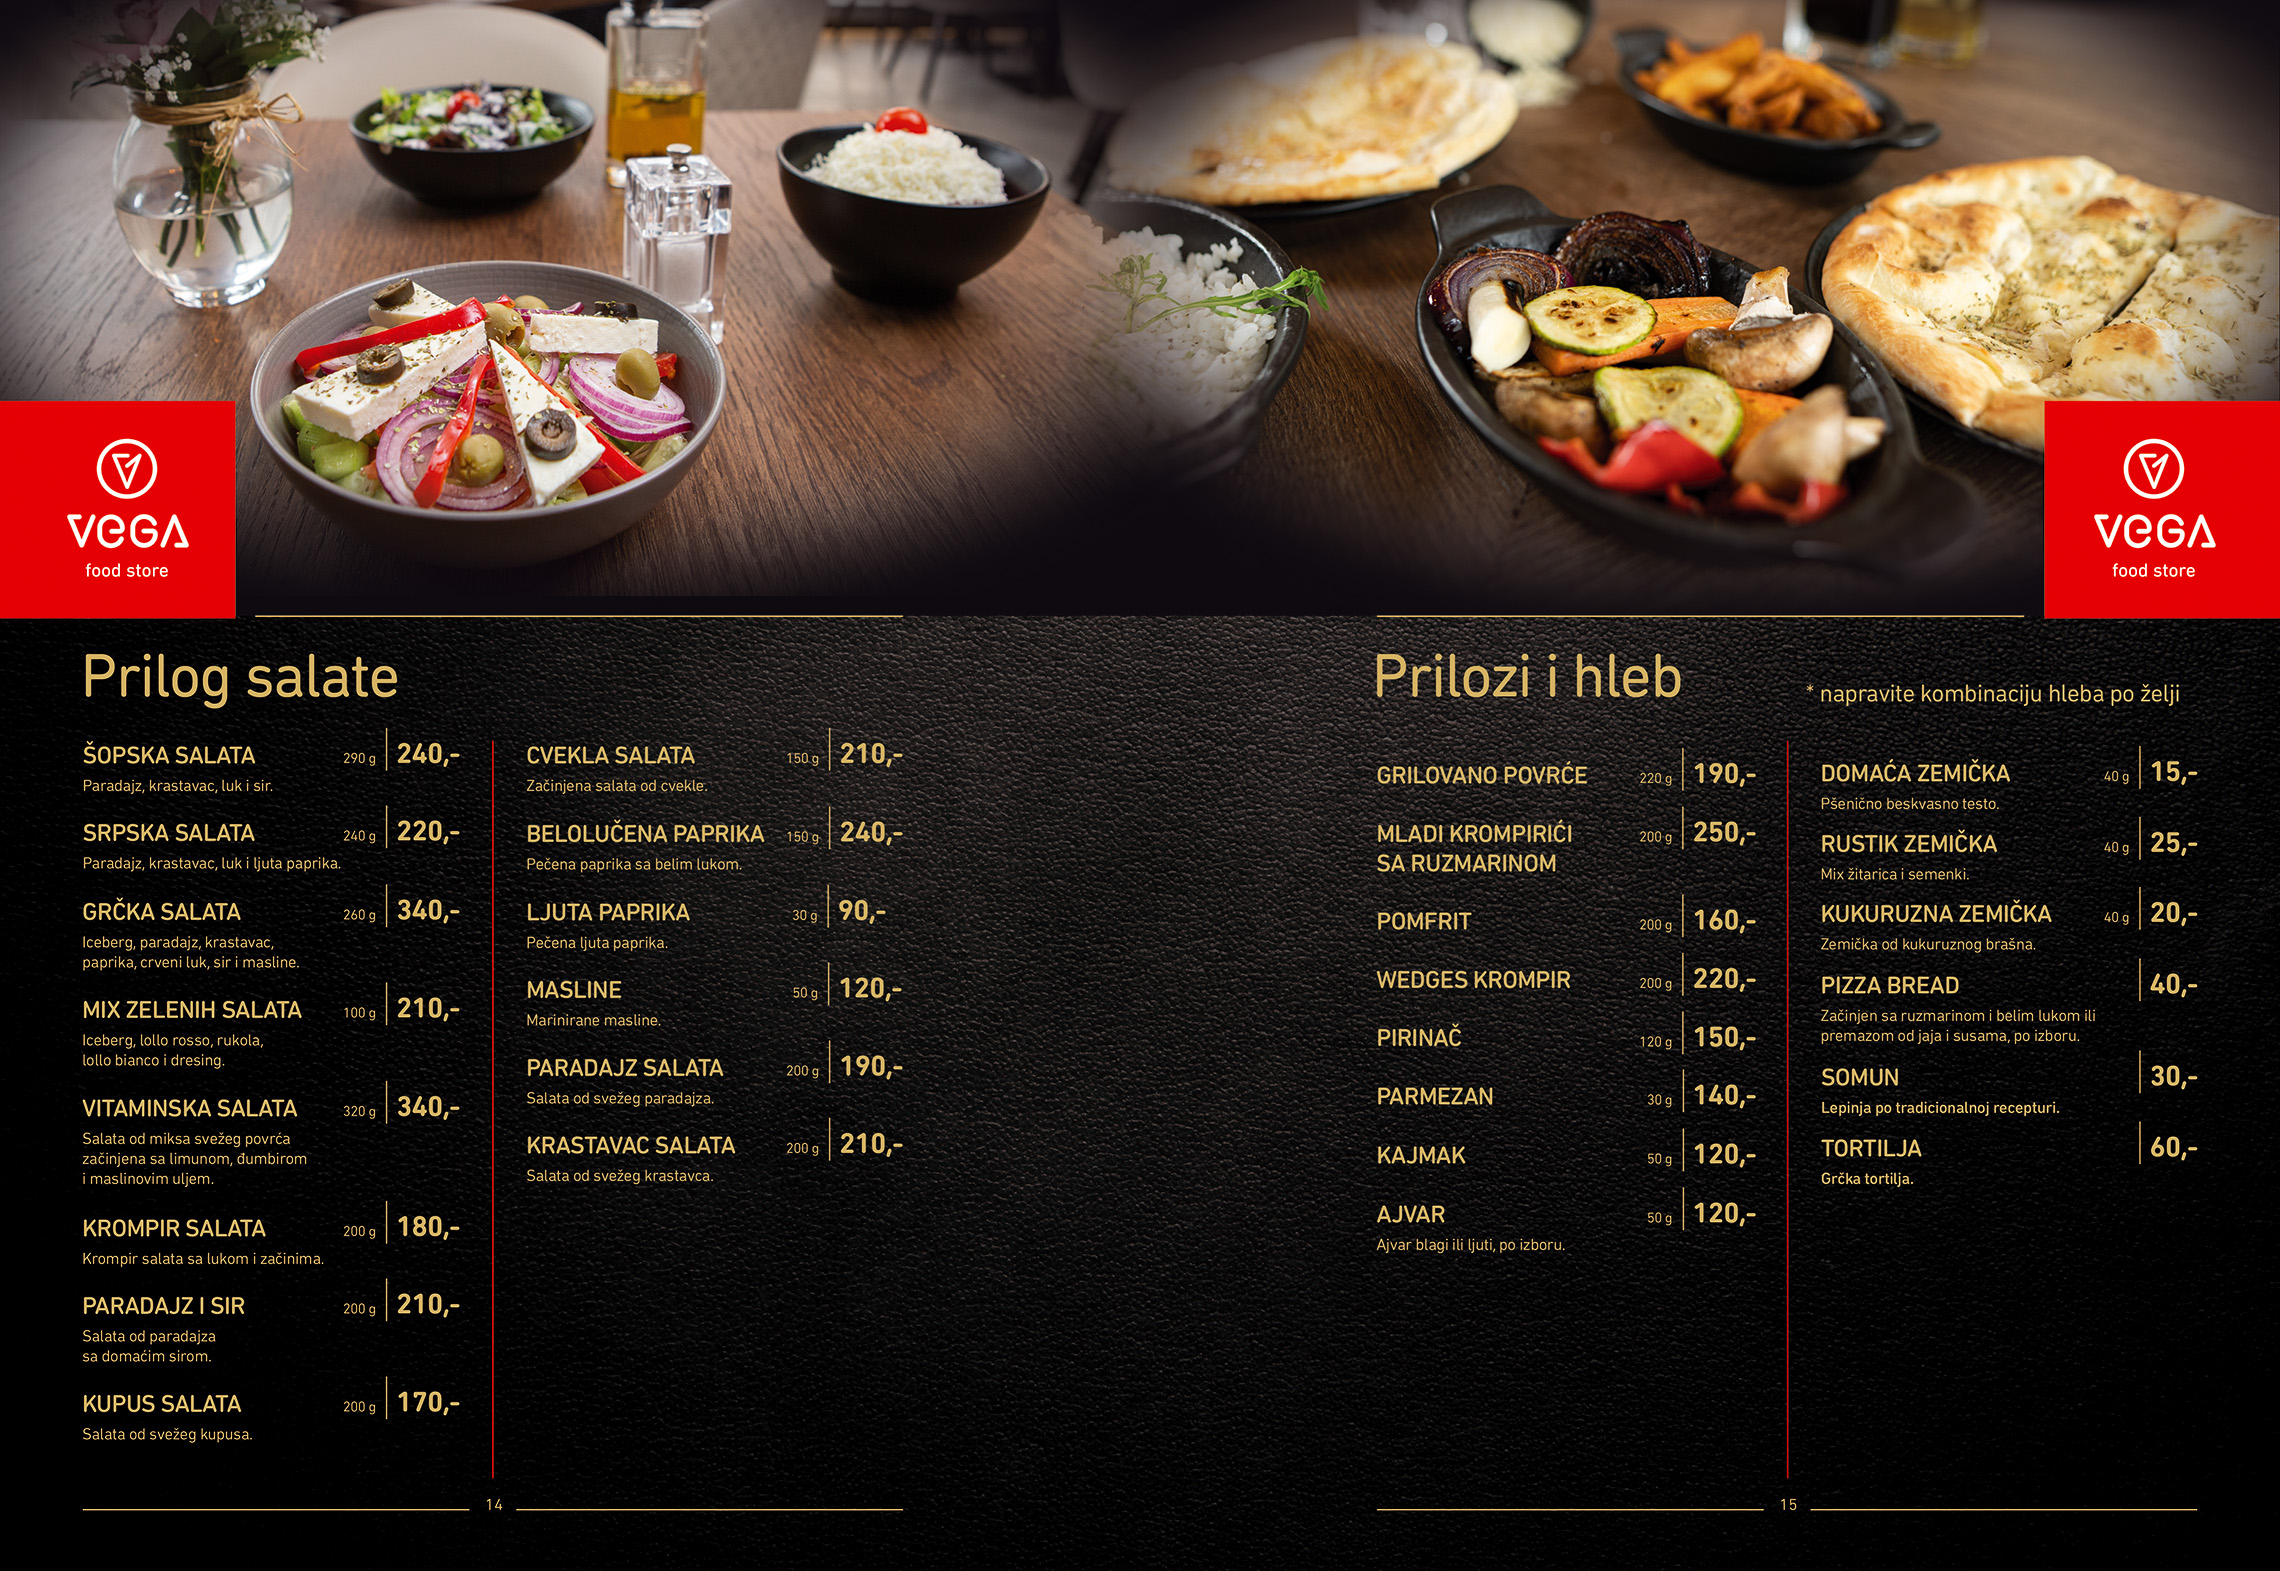 VEGA
food store
Prilog salate
ŠOPSKA SALATA 290 g 240,-
Paradajz, krastavac, luk i sir.
SRPSKA SALATA 240 g 220,-
Paradajz, krastavac, luk i ljuta paprika.
GRČKA SALATA 260 g 340,-
Iceberg, paradajz, krastavac,
paprika, crveni luk, sir i masline.
MIX ZELENIH SALATA 100 g 210,-
Iceberg, lollo rosso, rukola,
lollo bianco i dresing.
VITAMINSKA SALATA 320 g 340,-
Salata od miksa svežeg povrća
začinjena sa limunom, đumbirom
i maslinovim uljem.
KROMPIR SALATA 200 g 180,-
Krompir salata sa lukom i začinima.
PARADAJZ I SIR 200 g 210,-
Salata od paradajza
sa domaćim sirom.
KUPUS SALATA 200 g 170,-
Salata od svežeg kupusa.
CVEKLA SALATA 150 g 210,-
Začinjena salata od cvekle.
BELOLUČENA PAPRIKA 150 g 240,-
Pečena paprika sa belim lukom.
LJUTA PAPRIKA 30 g 90,-
Pečena ljuta paprika.
MASLINE 50 g 120,-
Marinirane masline.
PARADAJZ SALATA 200 g 190,-
Salata od svežeg paradajza.
KRASTAVAC SALATA 200 g 210,-
Salata od svežeg krastavca.
14
VEGA
food store
Prilozi i hleb
* napravite kombinaciju hleba po želji
GRILOVANO POVRĆE 220 g 190,-
MLADI KROMPIRIĆI 200 g 250,-
SA RUZMARINOM
POMFRIT 200 g 160,-
WEDGES KROMPIR 200 g 220,-
PIRINAČ 120 g 150,-
PARMEZAN 30 g 140,-
KAJMAK 50 g 120,-
AJVAR 50 g 120,-
Ajvar blagi ili ljuti, po izboru.
DOMAĆA ZEMIČKA 40 g 15,-
Pšenično beskvasno testo.
RUSTIK ZEMIČKA 40 g 25,-
Mix žitarica i semenki.
KUKURUZNA ZEMIČKA 40 g 20,-
Zemička od kukuruznog brašna.
PIZZA BREAD 40,-
Začinjen sa ruzmarinom i belim lukom ili
premazom od jaja i susama, po izboru.
SOMUN 30,-
Lepinja po tradicionalnoj recepturi.
TORTILJA 60,-
Grčka tortilja.
15